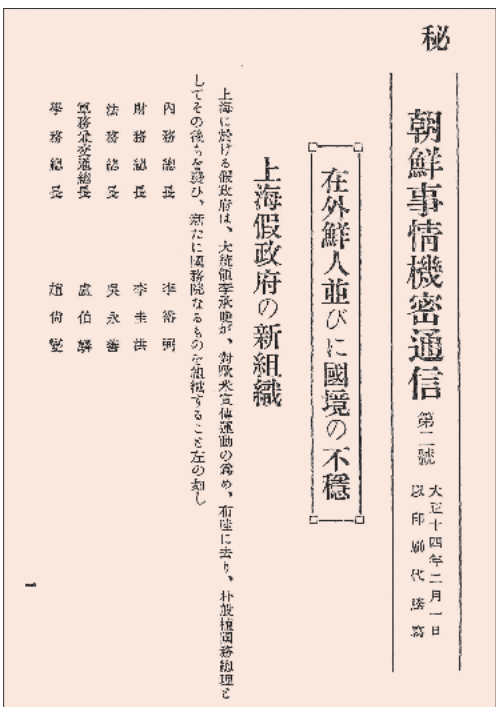 秘
朝鮮事情機密通信 第二號
大正十四年二月一日
以印刷代謄寫
在外鮮人並びに國境の不穩
上海假政府の新組織
上海に於ける假政府は、大統領李承晩が、對歐米宣傳運動の爲め、布哇に去り、朴殷植國務總理と
してその後ちを襲ひ、新たに國務院なるものを組織すること左の如し
內務總長 李裕弼
財務總長 李圭洪
法務總長 吳永善
軍務兼交通總長 盧伯麟
學務總長 趙尙燮
一